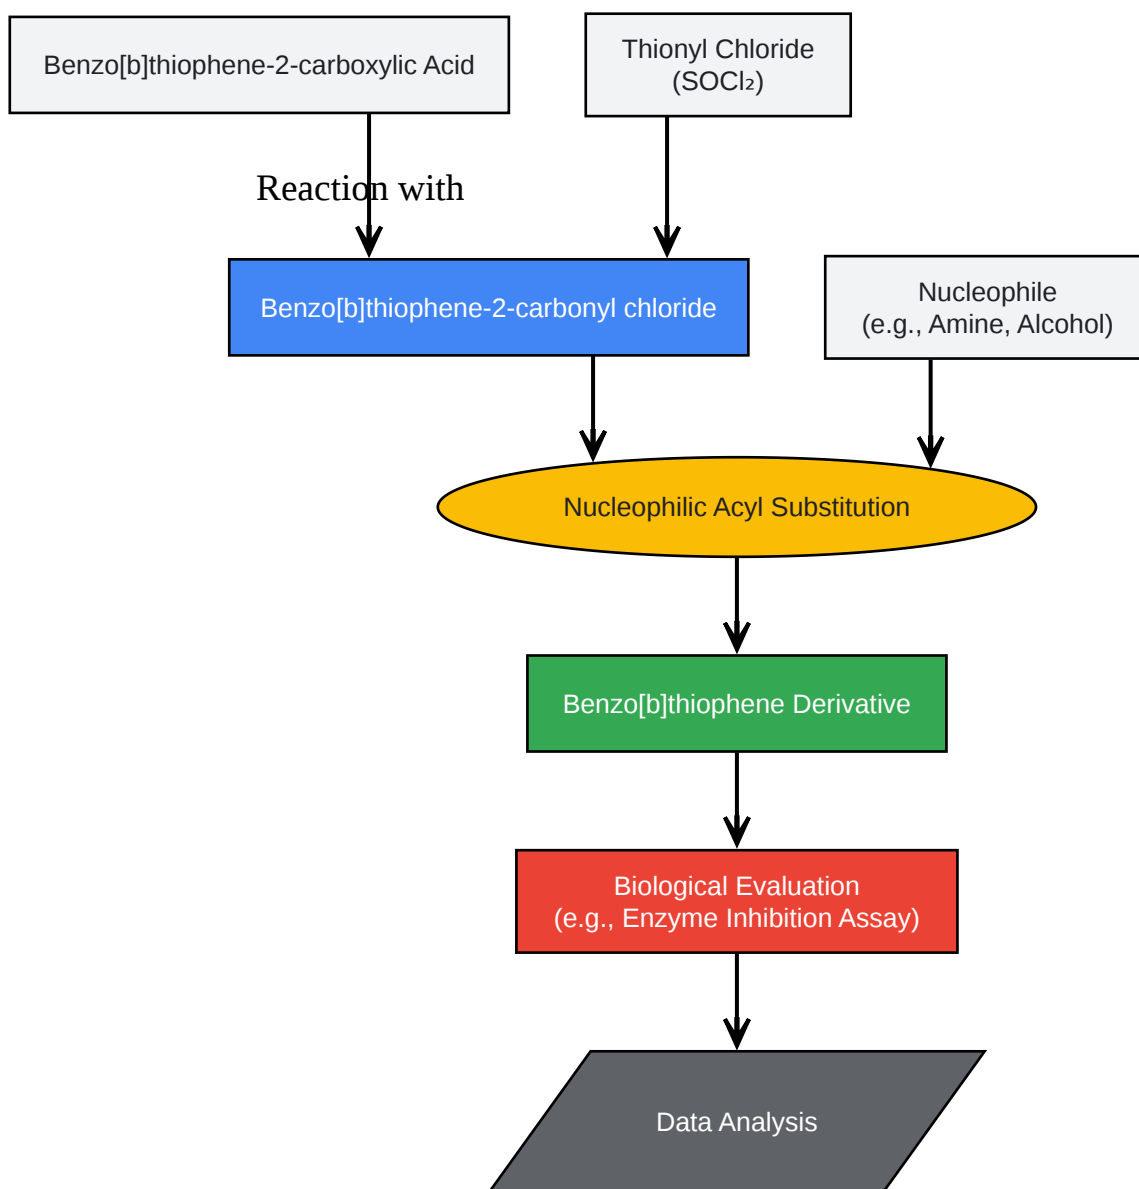 Benzo[b]thiophene-2-carboxylic Acid
Thionyl Chloride
(SOCl₂)
Reaction with
Benzo[b]thiophene-2-carbonyl chloride
Nucleophile
(e.g., Amine, Alcohol)
Nucleophilic Acyl Substitution
Benzo[b]thiophene Derivative
Biological Evaluation
(e.g., Enzyme Inhibition Assay)
Data Analysis